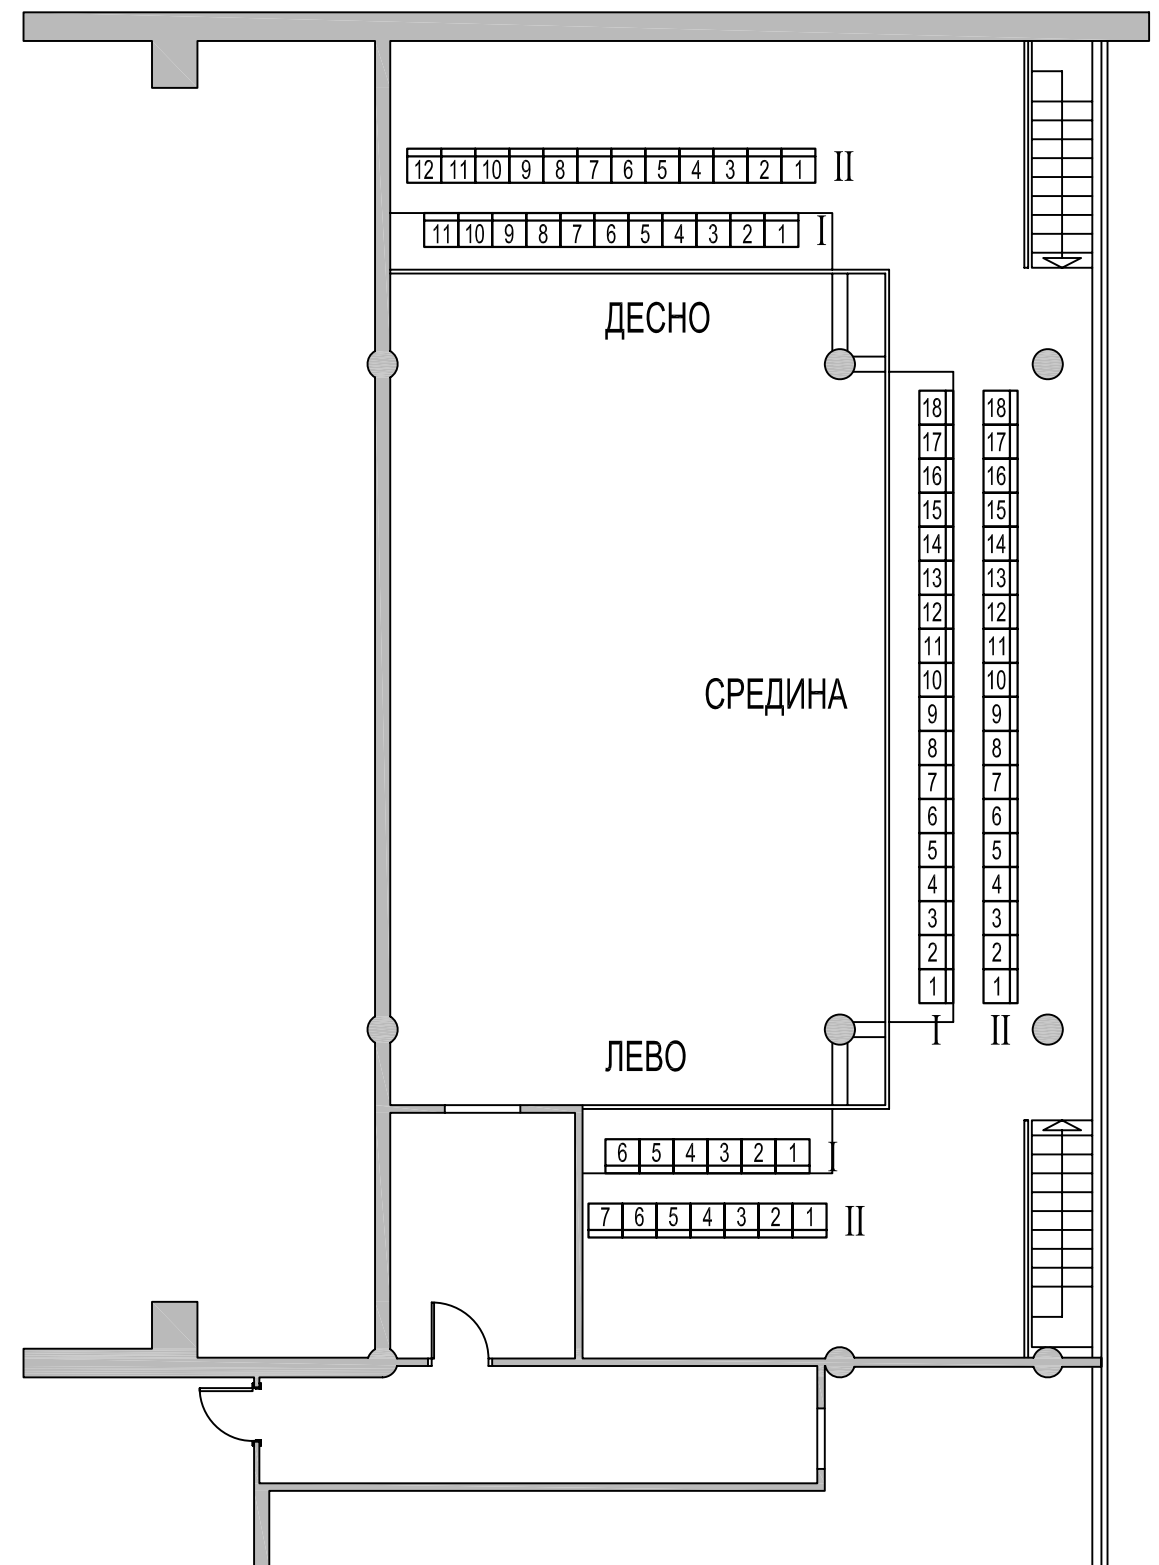 12 11 10 9 8 7 6 5 4 3 2 1 II
11 10 9 8 7 6 5 4 3 2 1 I
ДЕСНО
18 18
17 17
16 16
15 15
14 14
13 13
12 12
11 11
10 10
СРЕДИНА
9 9
8 8
7 7
6 6
5 5
4 4
3 3
2 2
1 1
I II
ЛЕВО
6 5 4 3 2 1 I
7 6 5 4 3 2 1 II